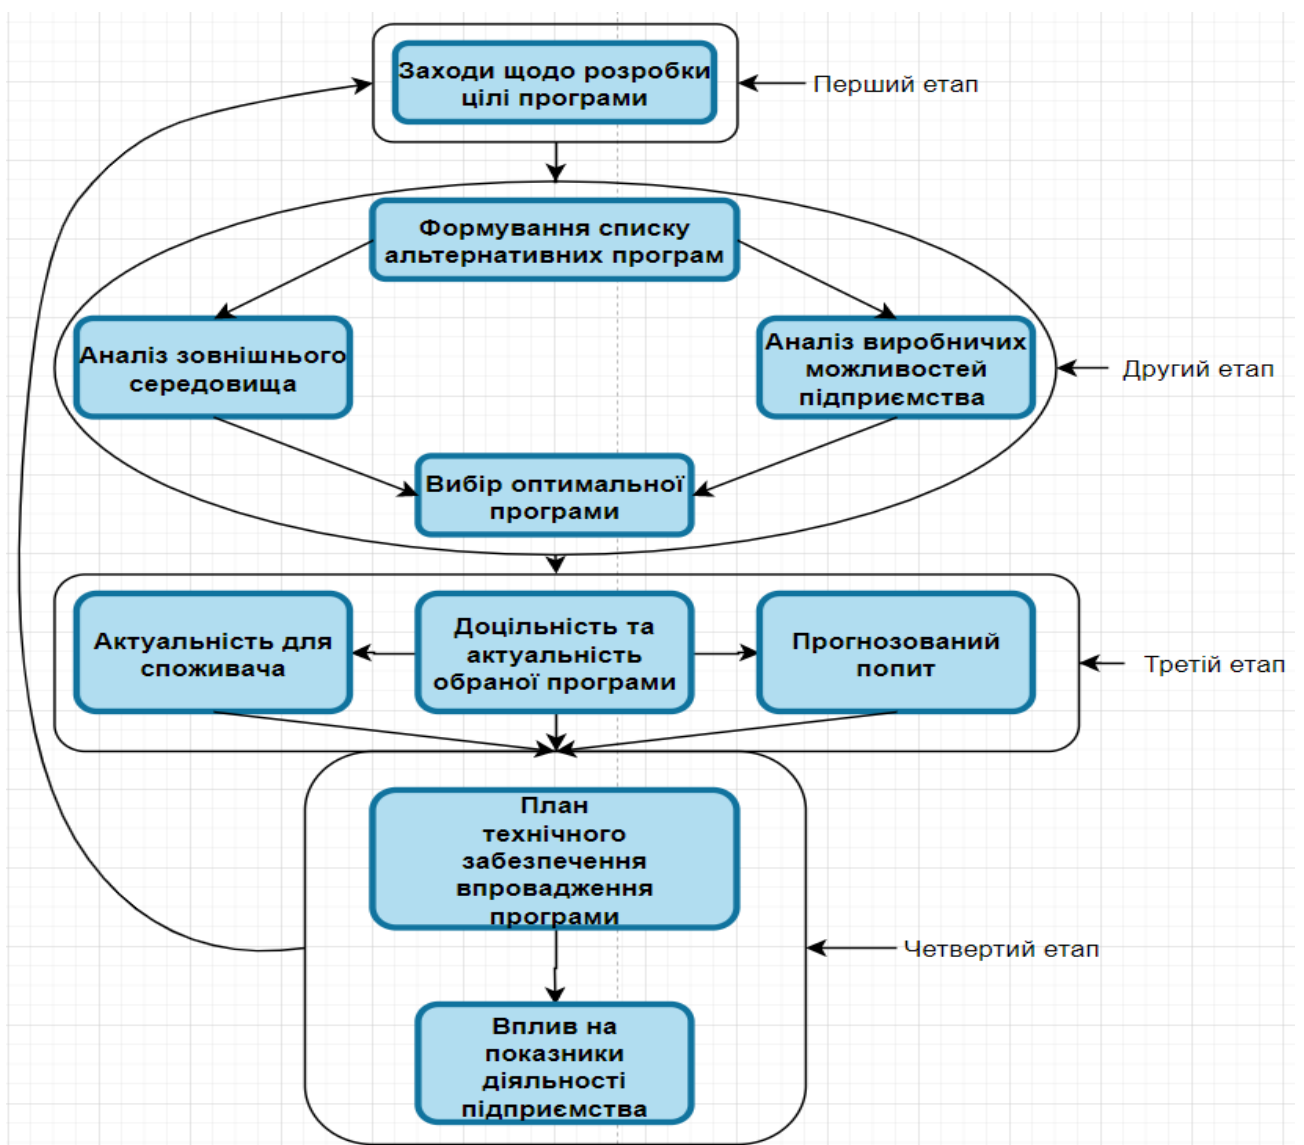 Заходи щодо розробки
цілі програми
Перший етап
Формування списку
альтернативних програм
Аналіз зовнішнього
середовища
Аналіз виробничих
можливостей
підприємства
Другий етап
Вибір оптимальної
програми
Актуальність для
споживача
Доцільність та
актуальність
обраної програми
Прогнозований
попит
Третій етап
План
технічного
забезпечення
впровадження
програми
Четвертий етап
Вплив на
показники
діяльності
підприємства